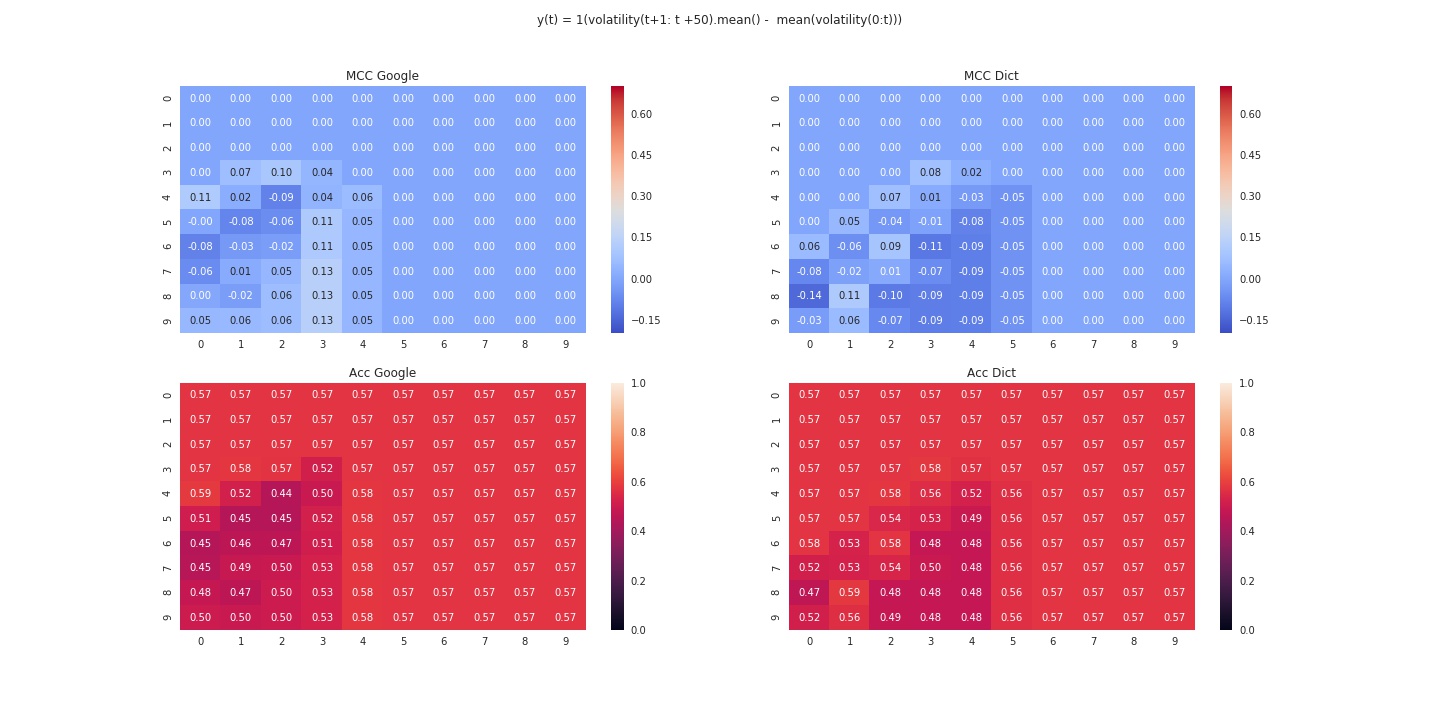 y(t) = 1(volatility(t+1: t +50).mean() -  mean(volatility(0:t)))
MCC Google
0 0.00 0.00 0.00 0.00 0.00 0.00 0.00 0.00 0.00 0.00
1 0.00 0.00 0.00 0.00 0.00 0.00 0.00 0.00 0.00 0.00
2 0.00 0.00 0.00 0.00 0.00 0.00 0.00 0.00 0.00 0.00
3 0.00 0.07 0.10 0.04 0.00 0.00 0.00 0.00 0.00 0.00
4 0.11 0.02 -0.09 0.04 0.06 0.00 0.00 0.00 0.00 0.00
5 -0.00 -0.08 -0.06 0.11 0.05 0.00 0.00 0.00 0.00 0.00
6 -0.08 -0.03 -0.02 0.11 0.05 0.00 0.00 0.00 0.00 0.00
7 -0.06 0.01 0.05 0.13 0.05 0.00 0.00 0.00 0.00 0.00
8 0.00 -0.02 0.06 0.13 0.05 0.00 0.00 0.00 0.00 0.00
9 0.05 0.06 0.06 0.13 0.05 0.00 0.00 0.00 0.00 0.00
0 1 2 3 4 5 6 7 8 9
0.60
0.45
0.30
0.15
0.00
−0.15
MCC Dict
0 0.00 0.00 0.00 0.00 0.00 0.00 0.00 0.00 0.00 0.00
1 0.00 0.00 0.00 0.00 0.00 0.00 0.00 0.00 0.00 0.00
2 0.00 0.00 0.00 0.00 0.00 0.00 0.00 0.00 0.00 0.00
3 0.00 0.00 0.00 0.08 0.02 0.00 0.00 0.00 0.00 0.00
4 0.00 0.00 0.07 0.01 -0.03 -0.05 0.00 0.00 0.00 0.00
5 0.00 0.05 -0.04 -0.01 -0.08 -0.05 0.00 0.00 0.00 0.00
6 0.06 -0.06 0.09 -0.11 -0.09 -0.05 0.00 0.00 0.00 0.00
7 -0.08 -0.02 0.01 -0.07 -0.09 -0.05 0.00 0.00 0.00 0.00
8 -0.14 0.11 -0.10 -0.09 -0.09 -0.05 0.00 0.00 0.00 0.00
9 -0.03 0.06 -0.07 -0.09 -0.09 -0.05 0.00 0.00 0.00 0.00
0 1 2 3 4 5 6 7 8 9
0.60
0.45
0.30
0.15
0.00
−0.15
Acc Google
0 0.57 0.57 0.57 0.57 0.57 0.57 0.57 0.57 0.57 0.57
1 0.57 0.57 0.57 0.57 0.57 0.57 0.57 0.57 0.57 0.57
2 0.57 0.57 0.57 0.57 0.57 0.57 0.57 0.57 0.57 0.57
3 0.57 0.58 0.57 0.52 0.57 0.57 0.57 0.57 0.57 0.57
4 0.59 0.52 0.44 0.50 0.58 0.57 0.57 0.57 0.57 0.57
5 0.51 0.45 0.45 0.52 0.58 0.57 0.57 0.57 0.57 0.57
6 0.45 0.46 0.47 0.51 0.58 0.57 0.57 0.57 0.57 0.57
7 0.45 0.49 0.50 0.53 0.58 0.57 0.57 0.57 0.57 0.57
8 0.48 0.47 0.50 0.53 0.58 0.57 0.57 0.57 0.57 0.57
9 0.50 0.50 0.50 0.53 0.58 0.57 0.57 0.57 0.57 0.57
0 1 2 3 4 5 6 7 8 9
1.0
0.8
0.6
0.4
0.2
0.0
Acc Dict
0 0.57 0.57 0.57 0.57 0.57 0.57 0.57 0.57 0.57 0.57
1 0.57 0.57 0.57 0.57 0.57 0.57 0.57 0.57 0.57 0.57
2 0.57 0.57 0.57 0.57 0.57 0.57 0.57 0.57 0.57 0.57
3 0.57 0.57 0.57 0.58 0.57 0.57 0.57 0.57 0.57 0.57
4 0.57 0.57 0.58 0.56 0.52 0.56 0.57 0.57 0.57 0.57
5 0.57 0.57 0.54 0.53 0.49 0.56 0.57 0.57 0.57 0.57
6 0.58 0.53 0.58 0.48 0.48 0.56 0.57 0.57 0.57 0.57
7 0.52 0.53 0.54 0.50 0.48 0.56 0.57 0.57 0.57 0.57
8 0.47 0.59 0.48 0.48 0.48 0.56 0.57 0.57 0.57 0.57
9 0.52 0.56 0.49 0.48 0.48 0.56 0.57 0.57 0.57 0.57
0 1 2 3 4 5 6 7 8 9
1.0
0.8
0.6
0.4
0.2
0.0